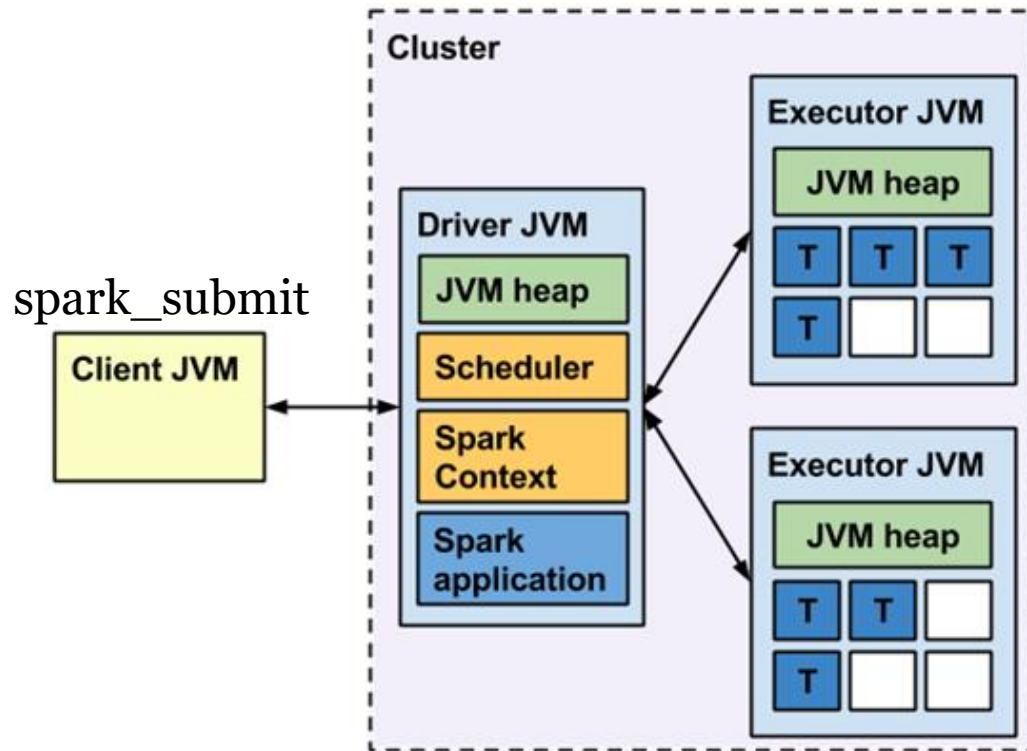 Cluster
spark_submit
Client JVM
Driver JVM
JVM heap
Scheduler
Spark
Context
Spark
application
Executor JVM
JVM heap
T T T
T
Executor JVM
JVM heap
T T
T